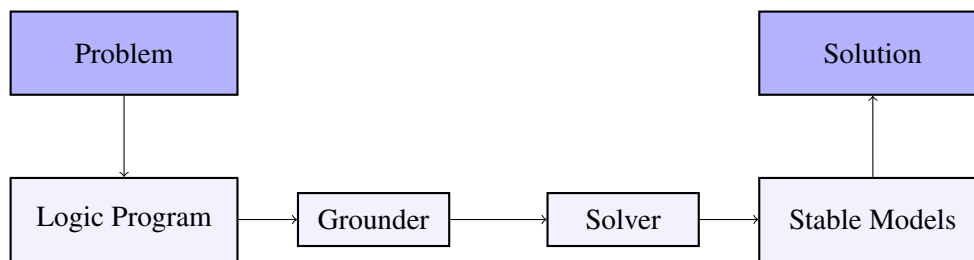 Problem
Solution
Logic Program
Grounder
Solver
Stable Models